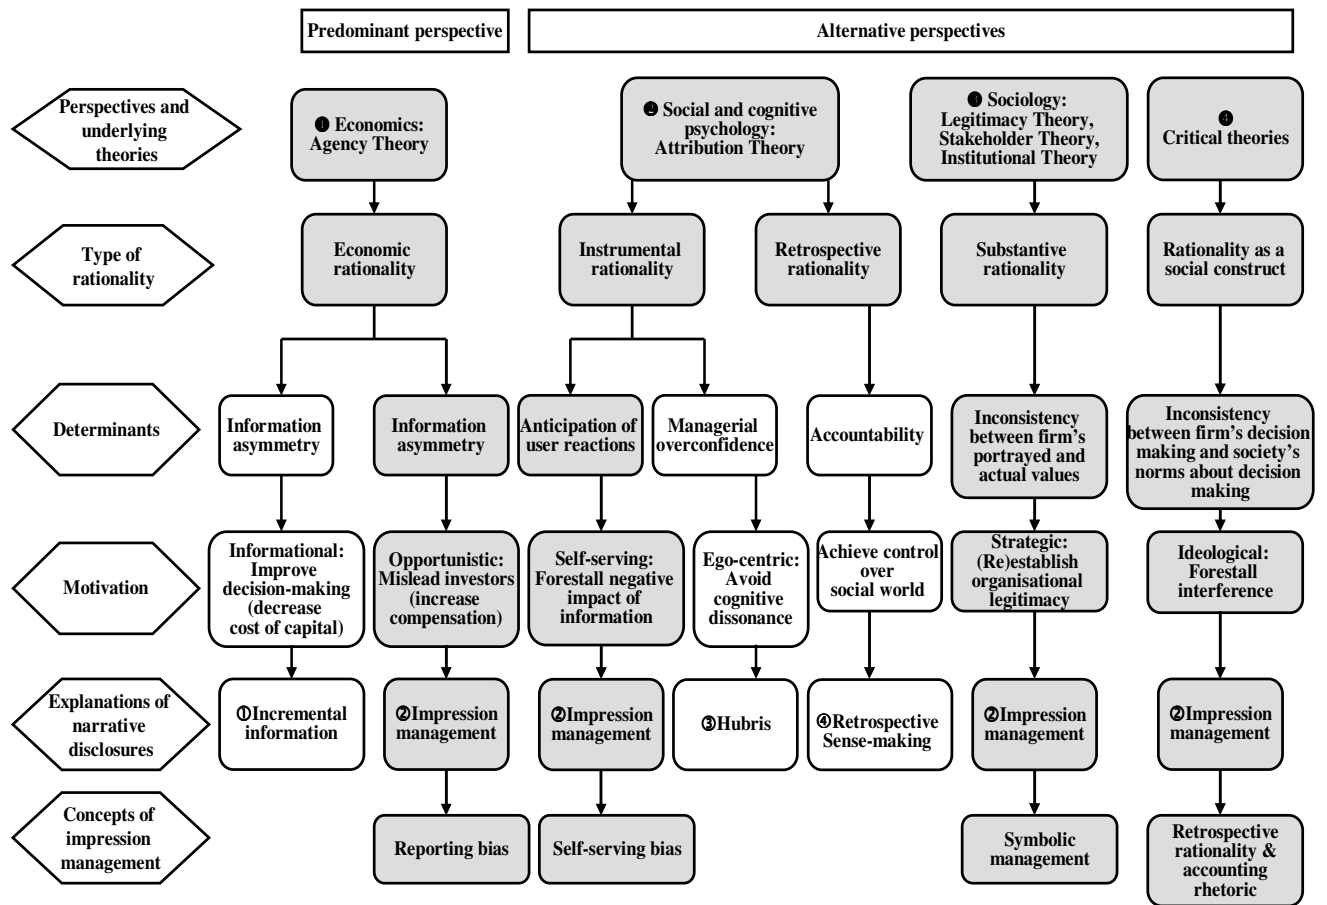 Predominant perspective
Alternative perspectives
Perspectives and
underlying
theories
❶ Economics:
Agency Theory
❷ Social and cognitive
psychology:
Attribution Theory
❸ Sociology:
Legitimacy Theory,
Stakeholder Theory,
Institutional Theory
❹
Critical theories
Type of
rationality
Economic
rationality
Instrumental
rationality
Retrospective
rationality
Substantive
rationality
Rationality as a
social construct
Determinants
Information
asymmetry
Information
asymmetry
Anticipation of
user reactions
Managerial
overconfidence
Accountability
Inconsistency
between firm's
portrayed and
actual values
Inconsistency
between firm's decision
making and society's
norms about decision
making
Motivation
Informational:
Improve
decision-making
(decrease
cost of capital)
Opportunistic:
Mislead investors
(increase
compensation)
Self-serving:
Forestall negative
impact of
information
Ego-centric:
Avoid
cognitive
dissonance
Achieve control
over
social world
Strategic:
(Re)establish
organisational
legitimacy
Ideological:
Forestall
interference
Explanations of
narrative
disclosures
①Incremental
information
②Impression
management
②Impression
management
③Hubris
④Retrospective
Sense-making
②Impression
management
②Impression
management
Concepts of
impression
management
Reporting bias
Self-serving bias
Symbolic
management
Retrospective
rationality &
accounting
rhetoric